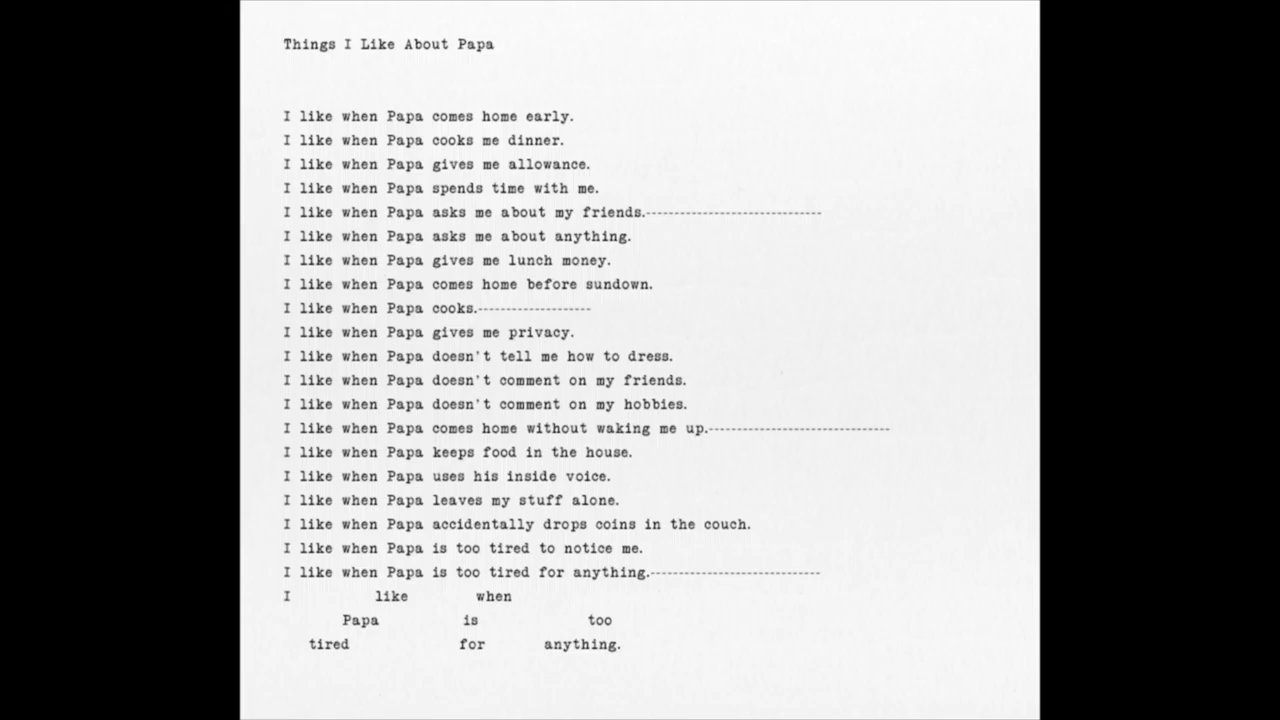 Things I Like About Papa
I like when Papa comes home early.
I like when Papa cooks me dinner.
I like when Papa gives me allowance.
I like when Papa spends time with me.
I like when Papa asks me about my friends.------------------------------
I like when Papa asks me about anything.
I like when Papa gives me lunch money.
I like when Papa comes home before sundown.
I like when Papa cooks.-------------------
I like when Papa gives me privacy.
I like when Papa doesn't tell me how to dress.
I like when Papa doesn't comment on my friends.
I like when Papa doesn't comment on my hobbies.
I like when Papa comes home without waking me up.-------------------------------
I like when Papa keeps food in the house.
I like when Papa uses his inside voice.
I like when Papa leaves my stuff alone.
I like when Papa accidentally drops coins in the couch.
I like when Papa is too tired to notice me.
I like when Papa is too tired for anything.-----------------------------
I like when
Papa is too
tired for anything.